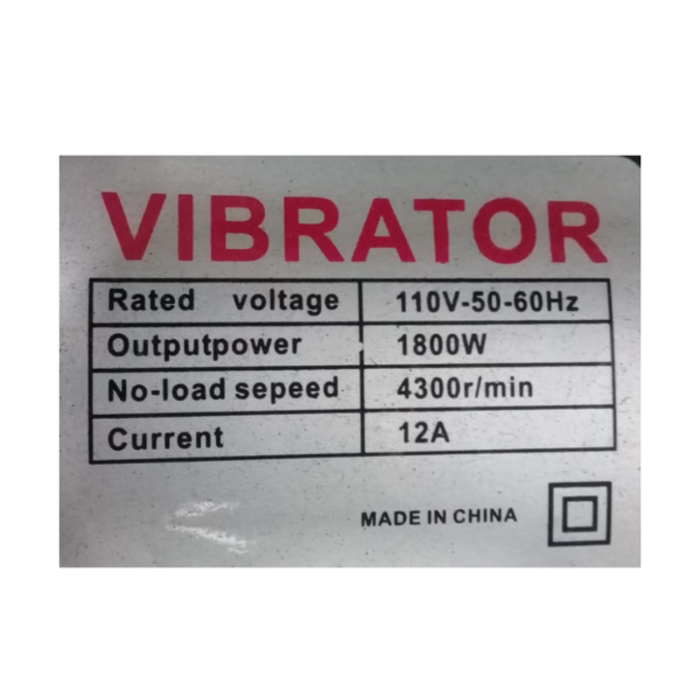 VIBRATOR
Rated voltage 110V-50-60Hz
Outputpower 1800W
No-load sepeed 4300r/min
Current 12A
MADE IN CHINA